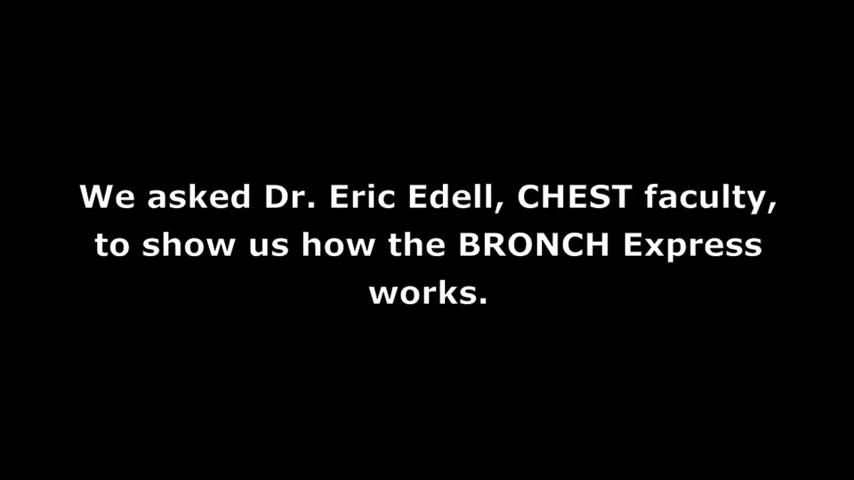 We asked Dr. Eric Edell, CHEST faculty,
to show us how the BRONCH Express
works.